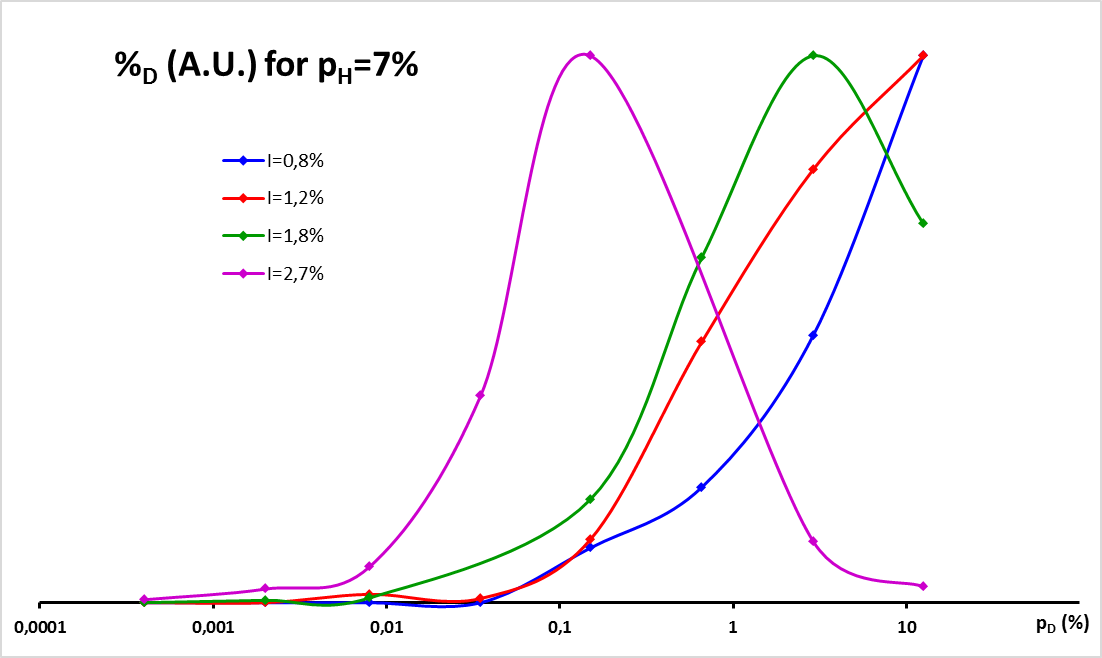 %D (A.U.) for pH=7%
I=0,8%
I=1,2%
I=1,8%
I=2,7%
0,0001 0,001 0,01 0,1 1 10 pD (%)